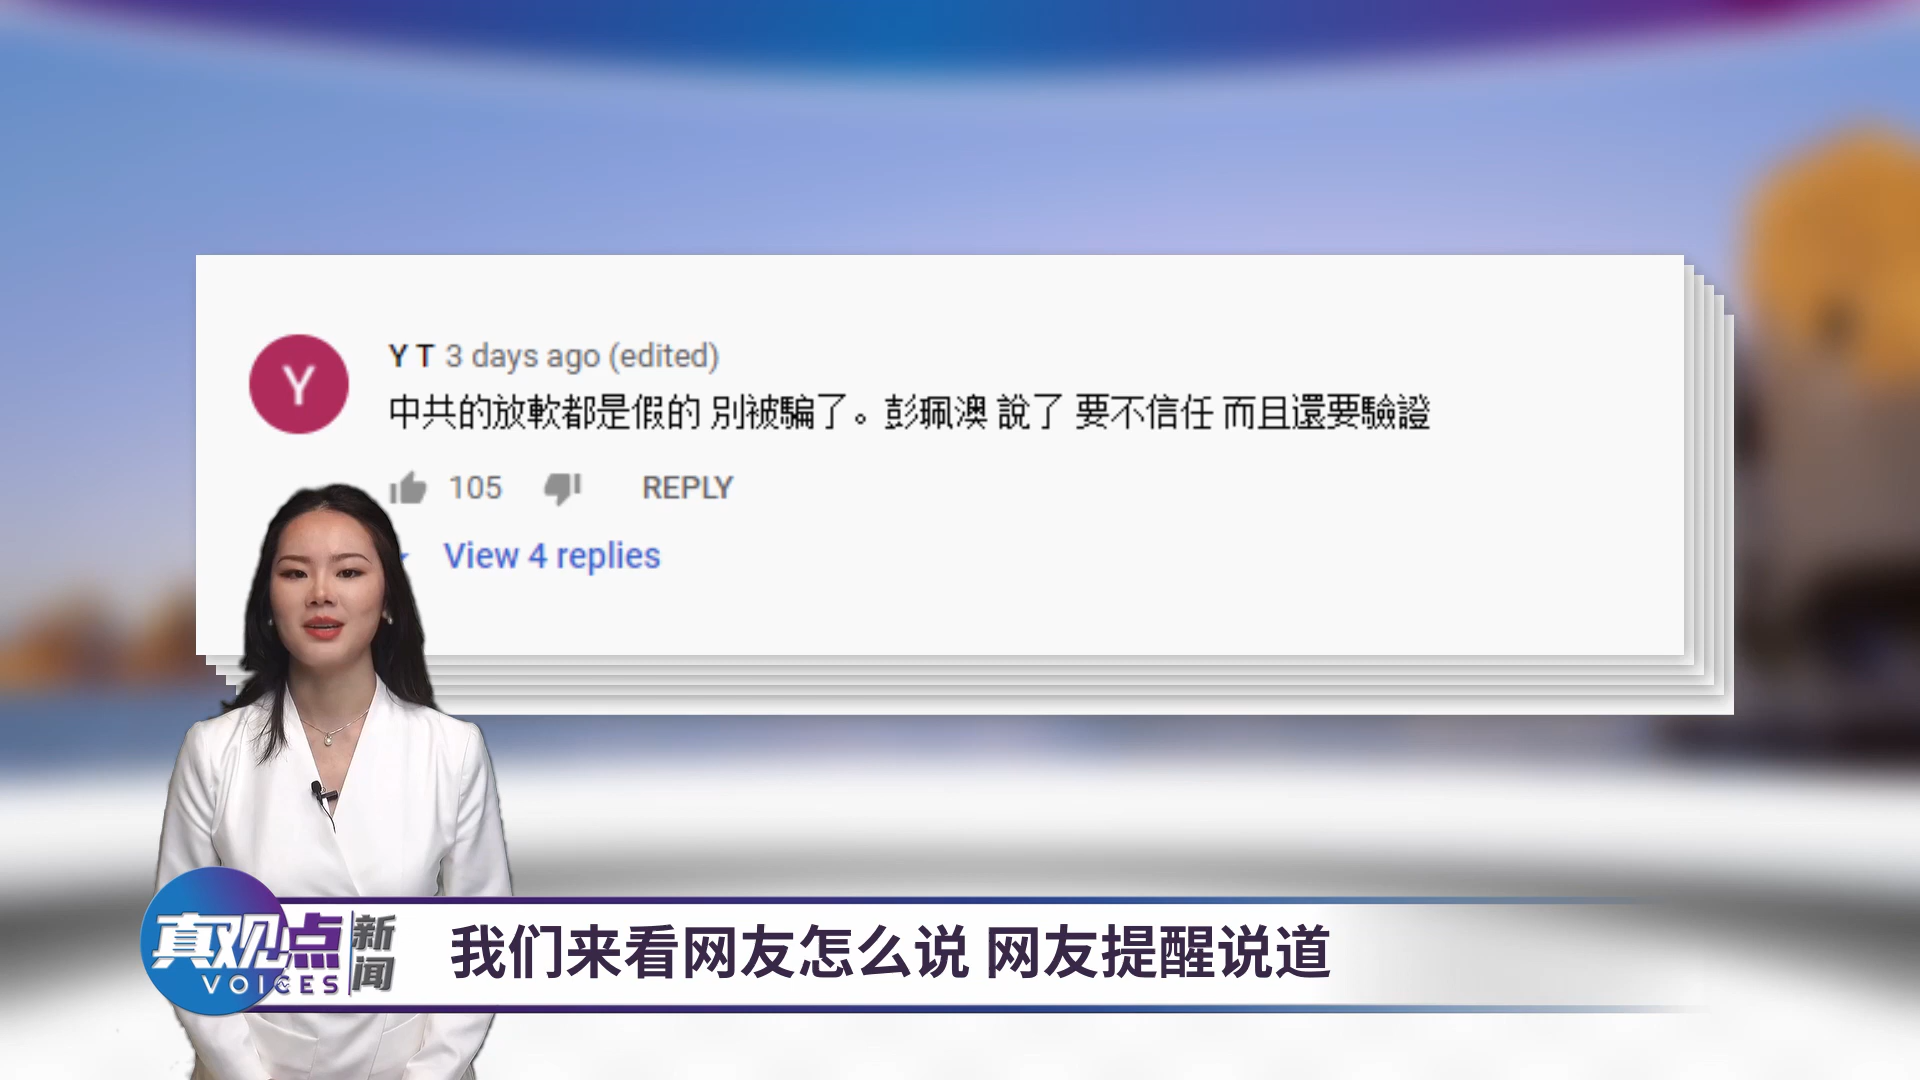 Y
Y T 3 days ago (edited)
中共的放軟都是假的 別被騙了。彭珮澳 說了 要不信任 而且還要驗證
105 REPLY
View 4 replies
真观点 新闻
VOICES
我们来看网友怎么说 网友提醒说道